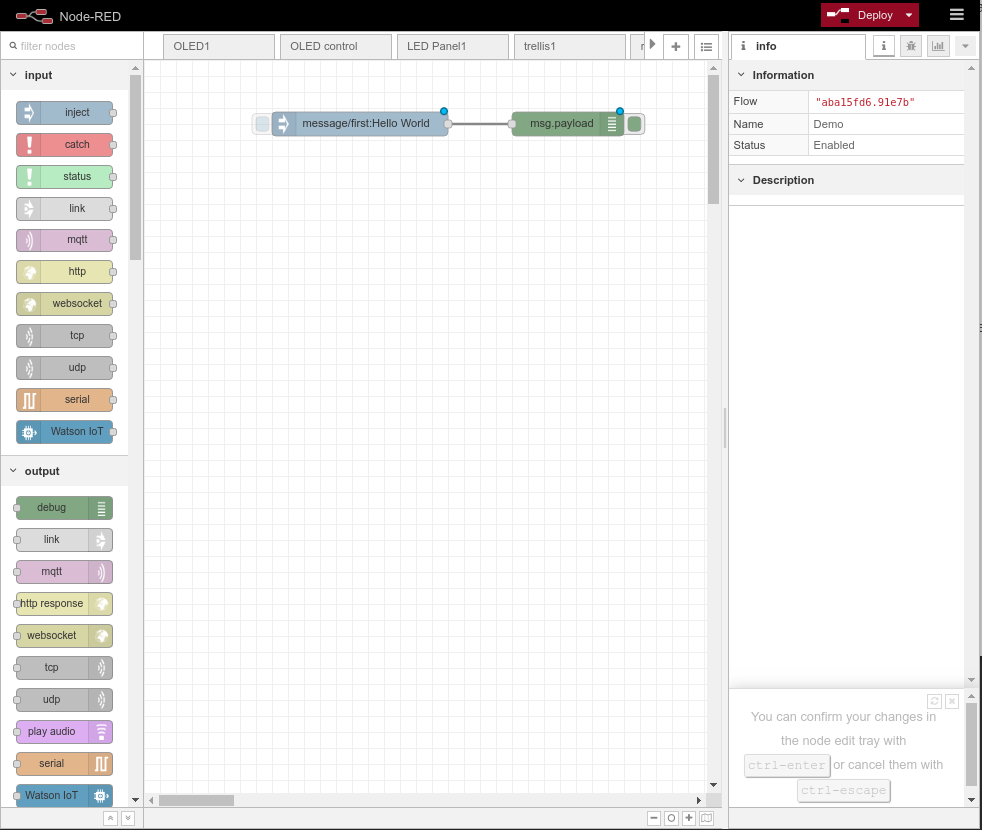 Node-RED
Deploy
filter nodes
OLED1
OLED control
LED Panel1
trellis1
info
input
inject
catch
status
link
mqtt
http
websocket
tcp
udp
serial
Watson IoT
output
debug
link
mqtt
http response
websocket
tcp
udp
play audio
serial
Watson IoT
message/first:Hello World
msg.payload
Information
Flow "aba15fd6.91e7b"
Name Demo
Status Enabled
Description
You can confirm your changes in
the node edit tray with
ctrl-enter or cancel them with
ctrl-escape